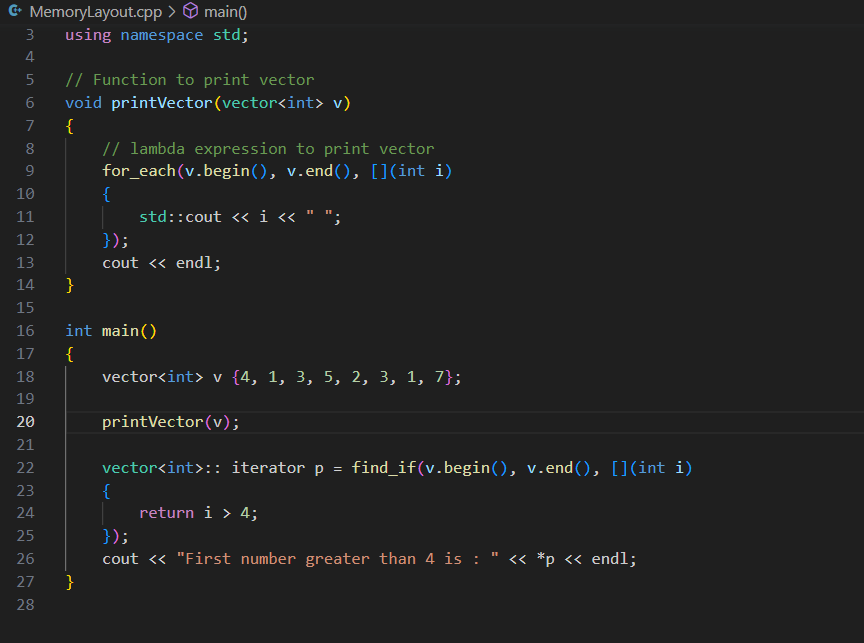 MemoryLayout.cpp > main()
3 using namespace std;
4
5 // Function to print vector
6 void printVector(vector<int> v)
7 {
8 // lambda expression to print vector
9 for_each(v.begin(), v.end(), [](int i)
10 {
11 std::cout << i << " ";
12 });
13 cout << endl;
14 }
15
16 int main()
17 {
18 vector<int> v {4, 1, 3, 5, 2, 3, 1, 7};
19
20 printVector(v);
21
22 vector<int>:: iterator p = find_if(v.begin(), v.end(), [](int i)
23 {
24 return i > 4;
25 });
26 cout << "First number greater than 4 is : " << *p << endl;
27 }
28